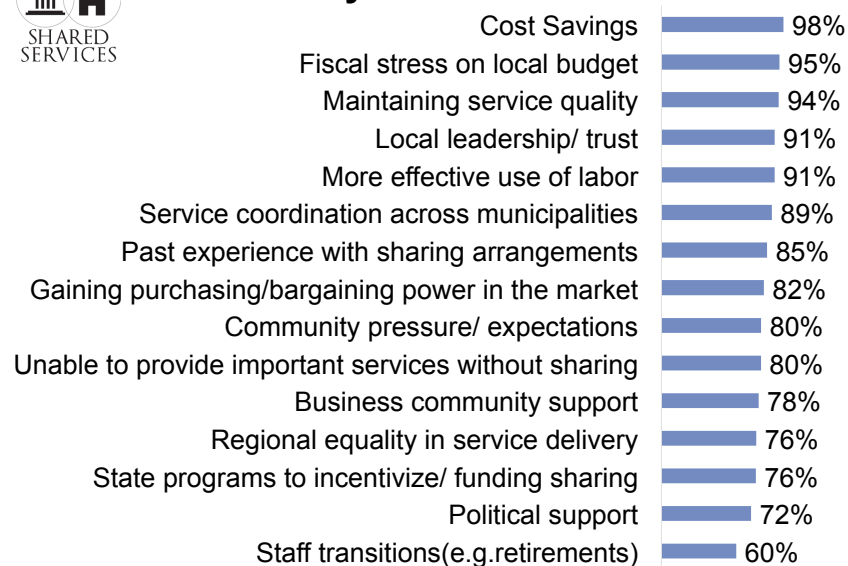 SHARED
SERVICES
Cost Savings 98%
Fiscal stress on local budget 95%
Maintaining service quality 94%
Local leadership/ trust 91%
More effective use of labor 91%
Service coordination across municipalities 89%
Past experience with sharing arrangements 85%
Gaining purchasing/bargaining power in the market 82%
Community pressure/ expectations 80%
Unable to provide important services without sharing 80%
Business community support 78%
Regional equality in service delivery 76%
State programs to incentivize/ funding sharing 76%
Political support 72%
Staff transitions(e.g.retirements) 60%